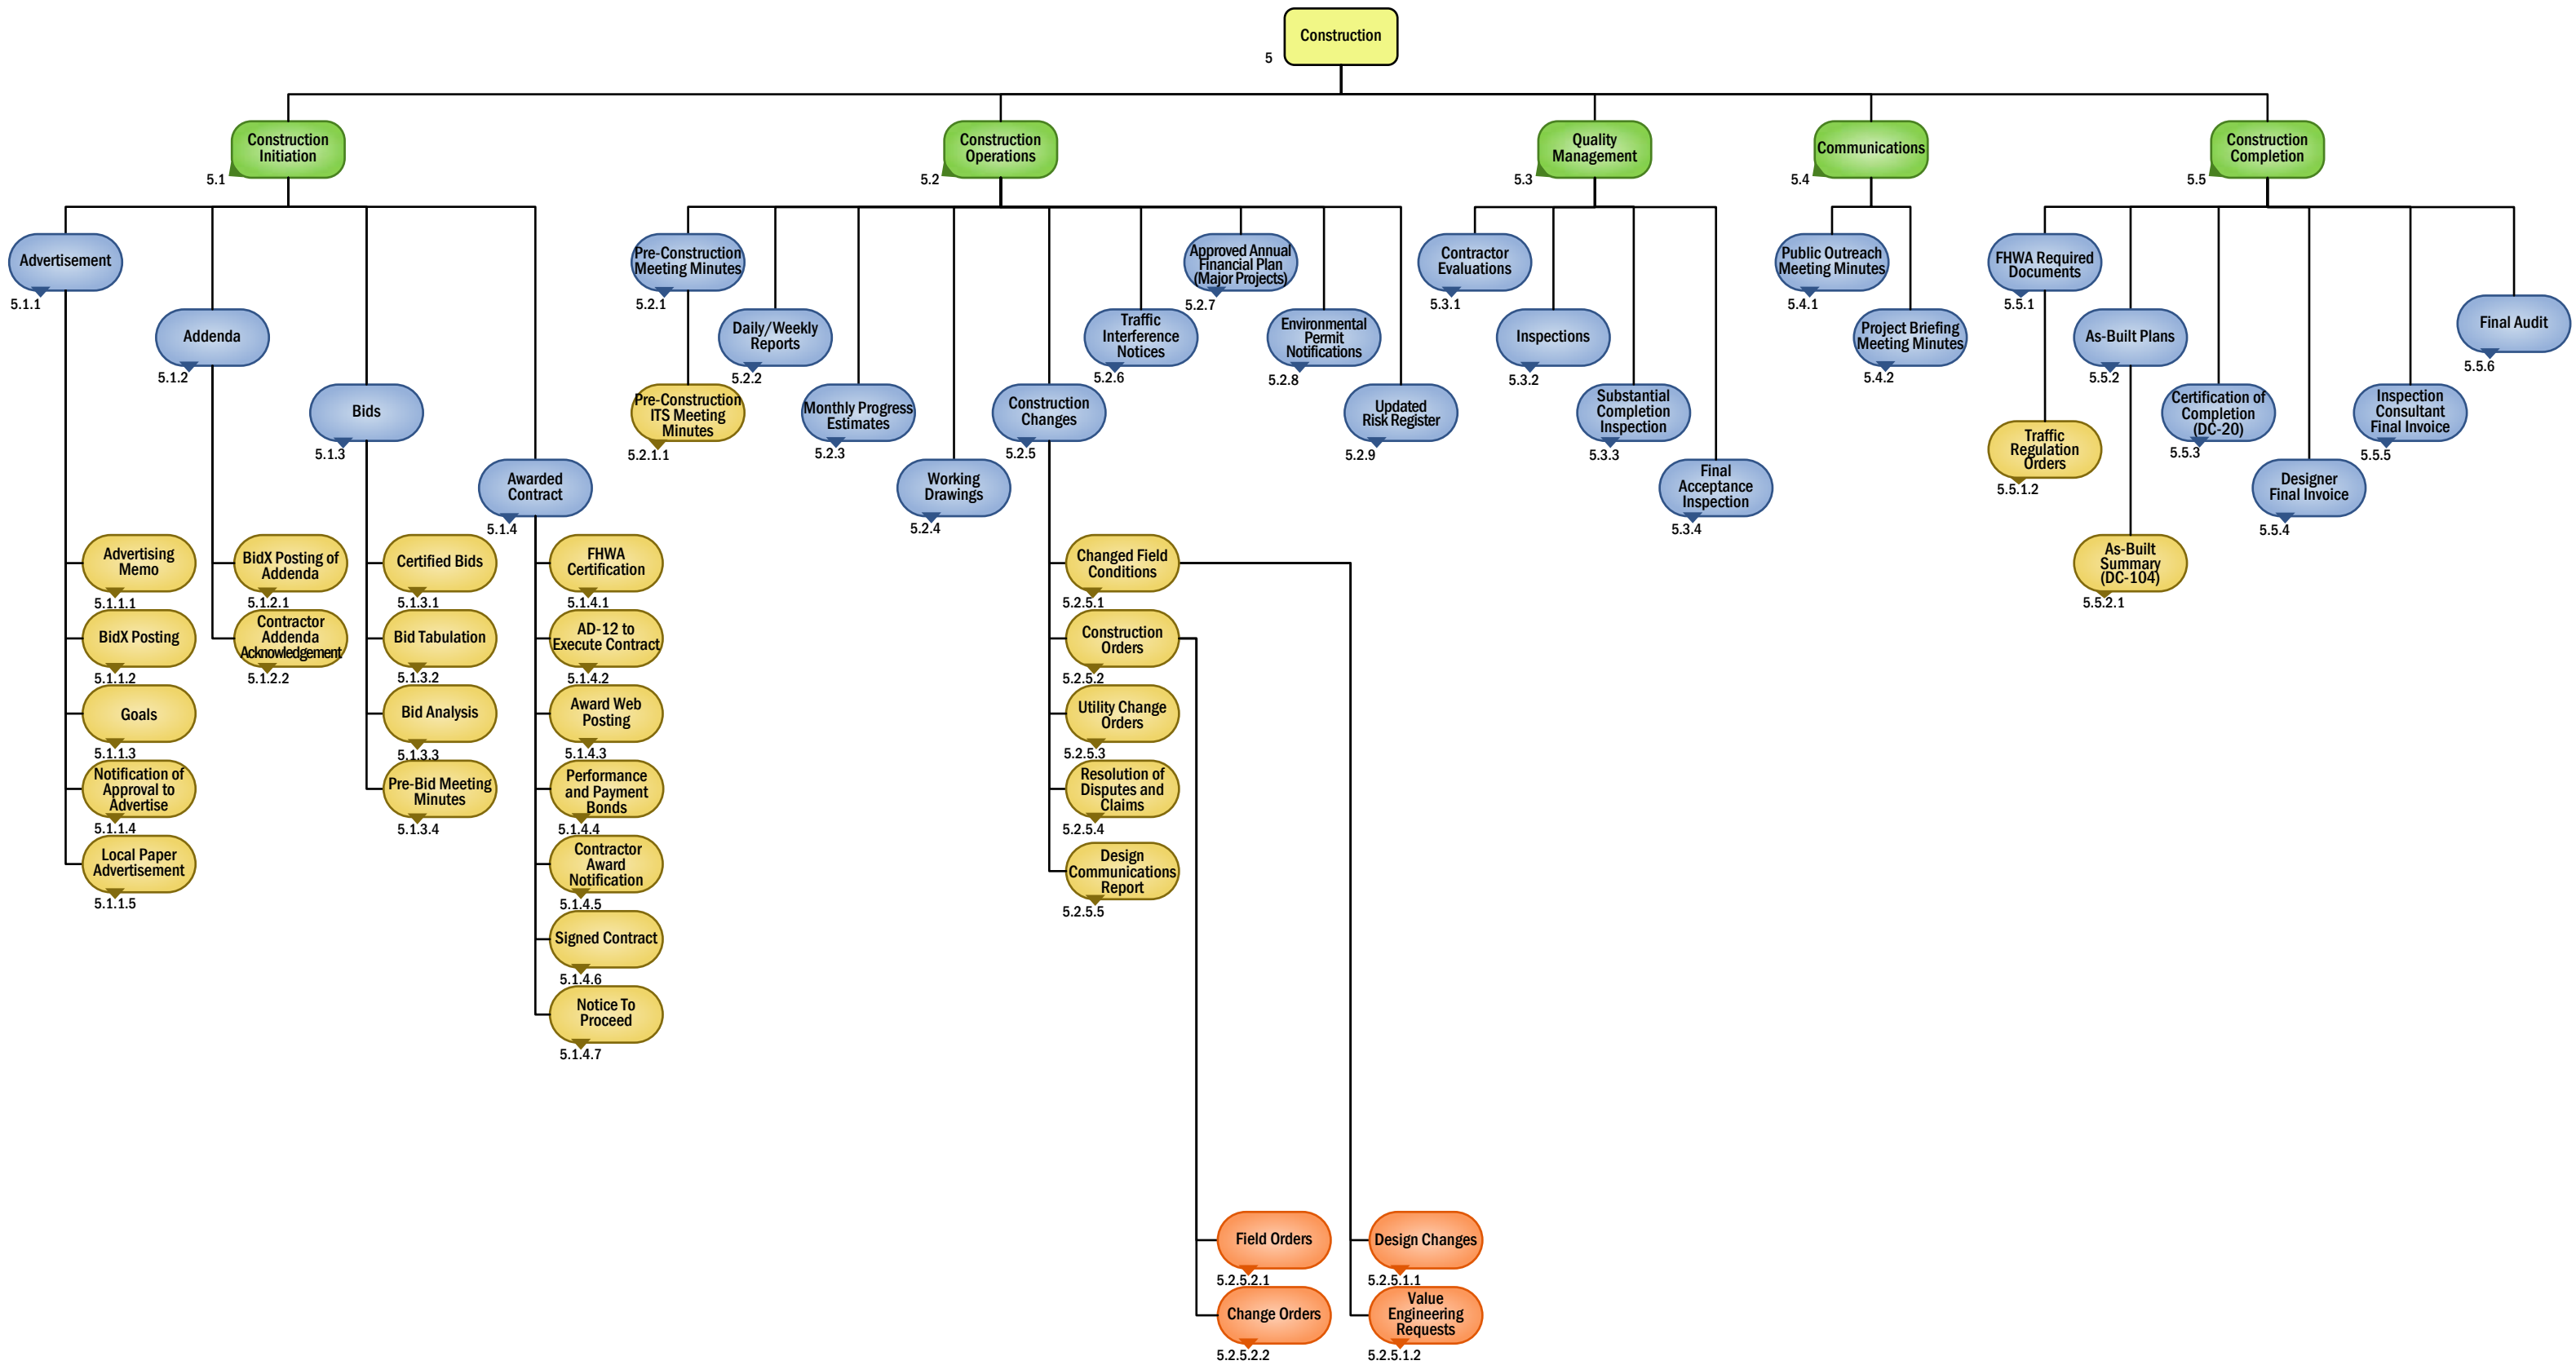 Construction
5
Construction
Initiation
5.1
Construction
Operations
5.2
Quality
Management
5.3
Communications
5.4
Construction
Completion
5.5
Advertisement
5.1.1
Addenda
5.1.2
Bids
5.1.3
Awarded
Contract
5.1.4
Advertising
Memo
5.1.1.1
BidX Posting
5.1.1.2
Goals
5.1.1.3
Notification of
Approval to
Advertise
5.1.1.4
Local Paper
Advertisement
5.1.1.5
BidX Posting of
Addenda
5.1.2.1
Contractor
Addenda
Acknowledgement
5.1.2.2
Certified Bids
5.1.3.1
Bid Tabulation
5.1.3.2
Bid Analysis
5.1.3.3
Pre-Bid Meeting
Minutes
5.1.3.4
FHWA
Certification
5.1.4.1
AD-12 to
Execute Contract
5.1.4.2
Award Web
Posting
5.1.4.3
Performance
and Payment
Bonds
5.1.4.4
Contractor
Award
Notification
5.1.4.5
Signed Contract
5.1.4.6
Notice To
Proceed
5.1.4.7
Pre-Construction
Meeting Minutes
5.2.1
Pre-Construction
ITS Meeting
Minutes
5.2.1.1
Daily/Weekly
Reports
5.2.2
Monthly Progress
Estimates
5.2.3
Working
Drawings
5.2.4
Construction
Changes
5.2.5
Traffic
Interference
Notices
5.2.6
Approved Annual
Financial Plan
(Major Projects)
5.2.7
Environmental
Permit
Notifications
5.2.8
Updated
Risk Register
5.2.9
Changed Field
Conditions
5.2.5.1
Construction
Orders
5.2.5.2
Utility Change
Orders
5.2.5.3
Resolution of
Disputes and
Claims
5.2.5.4
Design
Communications
Report
5.2.5.5
Field Orders
5.2.5.2.1
Change Orders
5.2.5.2.2
Design Changes
5.2.5.1.1
Value
Engineering
Requests
5.2.5.1.2
Contractor
Evaluations
5.3.1
Inspections
5.3.2
Substantial
Completion
Inspection
5.3.3
Final
Acceptance
Inspection
5.3.4
Public Outreach
Meeting Minutes
5.4.1
Project Briefing
Meeting Minutes
5.4.2
FHWA Required
Documents
5.5.1
Traffic
Regulation
Orders
5.5.1.2
As-Built Plans
5.5.2
As-Built
Summary
(DC-104)
5.5.2.1
Certification of
Completion
(DC-20)
5.5.3
Designer
Final Invoice
5.5.4
Inspection
Consultant
Final Invoice
5.5.5
Final Audit
5.5.6